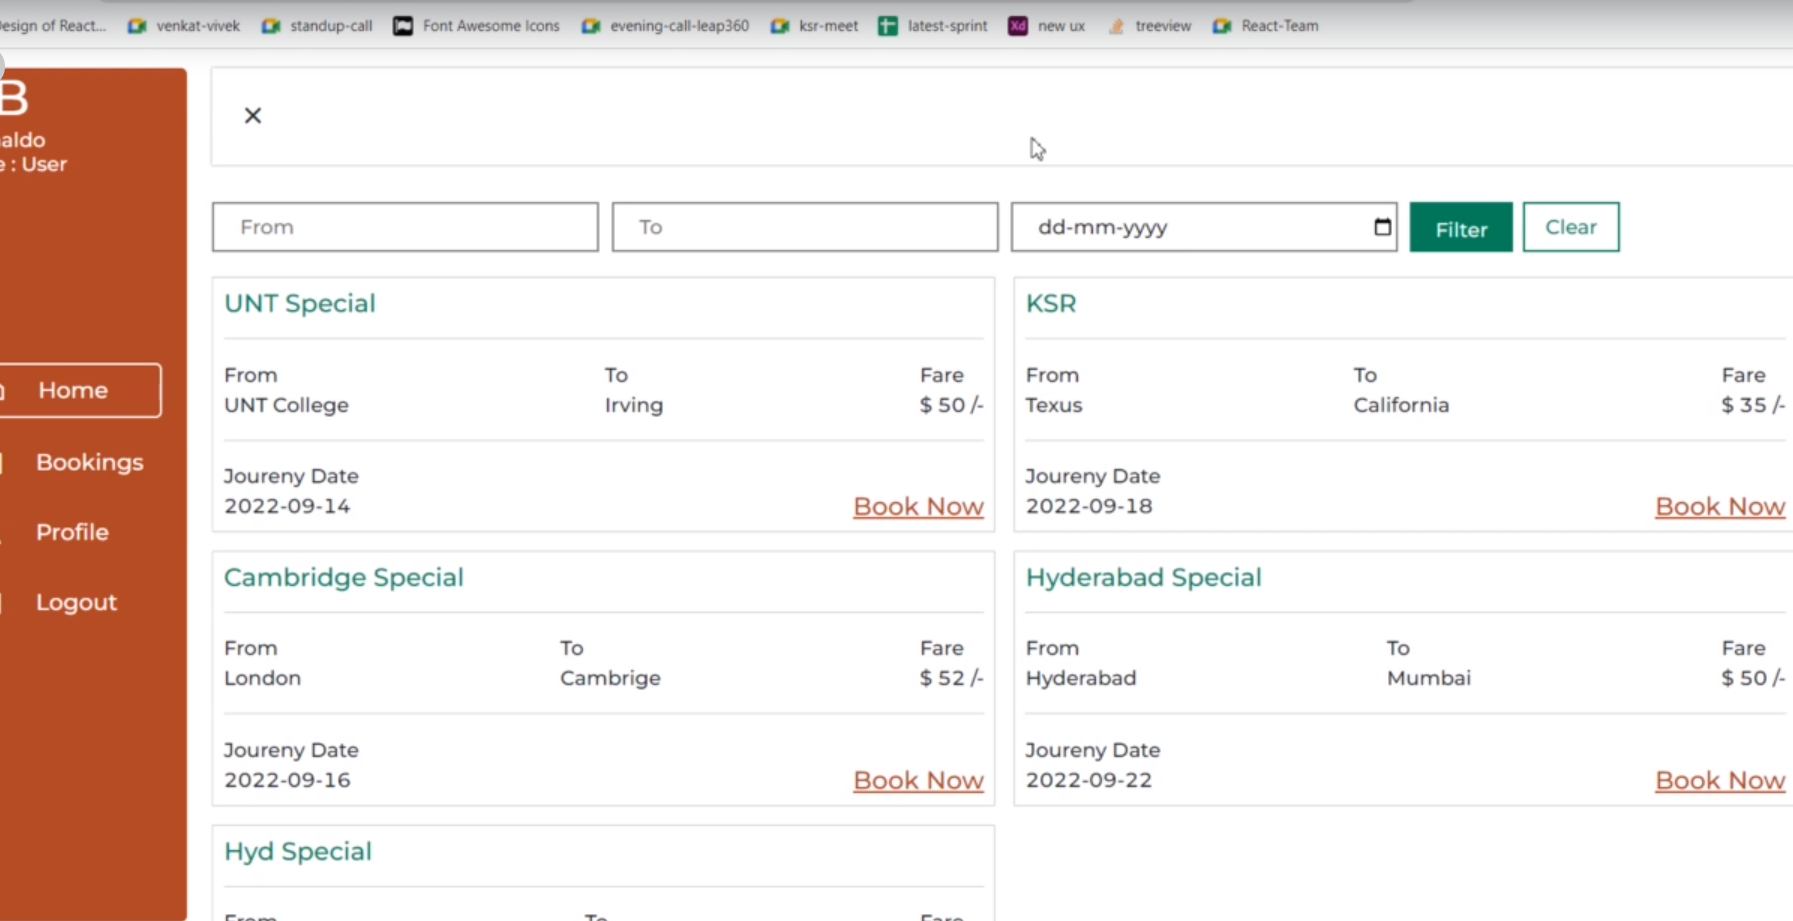 esign of React... venkat-vivek standup-call Font Awesome Icons evening-call-leap360 ksr-meet latest-sprint Xd new ux treeview React-Team
B
aldo
e : User
Home
Bookings
Profile
Logout
From To dd-mm-yyyy Filter Clear
UNT Special
From To Fare
UNT College Irving $ 50 /-
Joureny Date
2022-09-14 Book Now
KSR
From To Fare
Texus California $ 35 /-
Joureny Date
2022-09-18 Book Now
Cambridge Special
From To Fare
London Cambrige $ 52 /-
Joureny Date
2022-09-16 Book Now
Hyderabad Special
From To Fare
Hyderabad Mumbai $ 50 /-
Joureny Date
2022-09-22 Book Now
Hyd Special
From To Fare